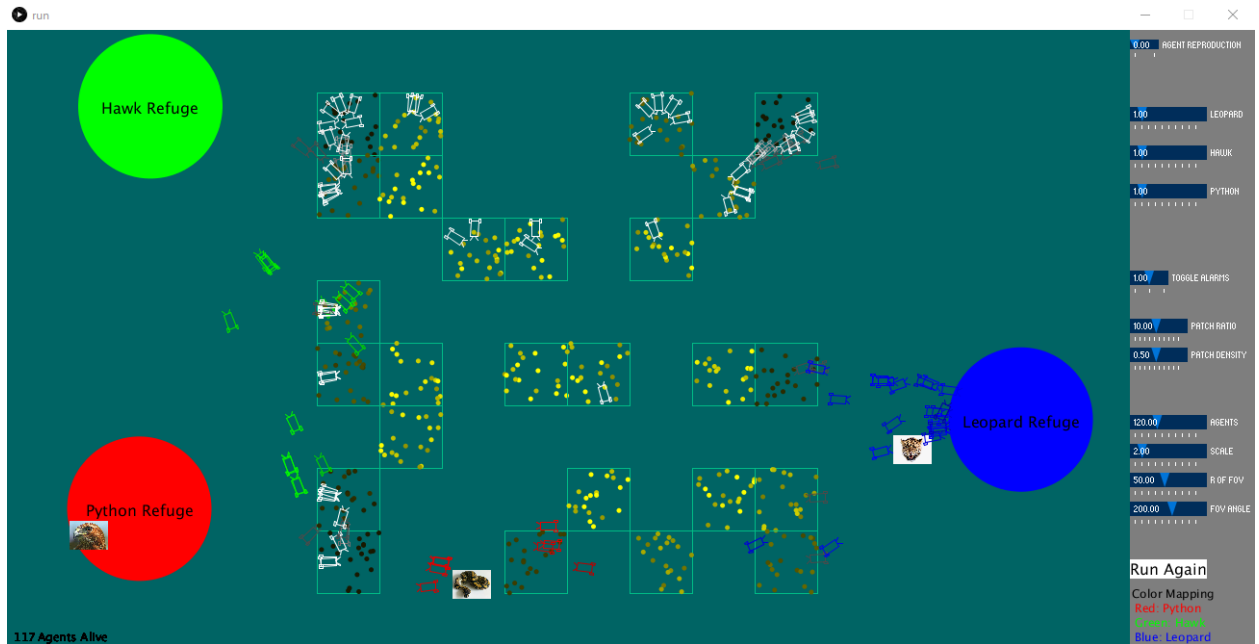 run
0.00 AGENT REPRODUCTION
Hawk Refuge
1.00 LEOPARD
1.00 HAWK
1.00 PYTHON
1.00 TOGGLE ALARMS
10.00 PATCH RATIO
0.50 PATCH DENSITY
Leopard Refuge
120.00 AGENTS
2.00 SCALE
50.00 R OF FOV
200.00 FOV ANGLE
Python Refuge
Run Again
Color Mapping
Red: Python
Green: Hawk
Blue: Leopard
117 Agents Alive